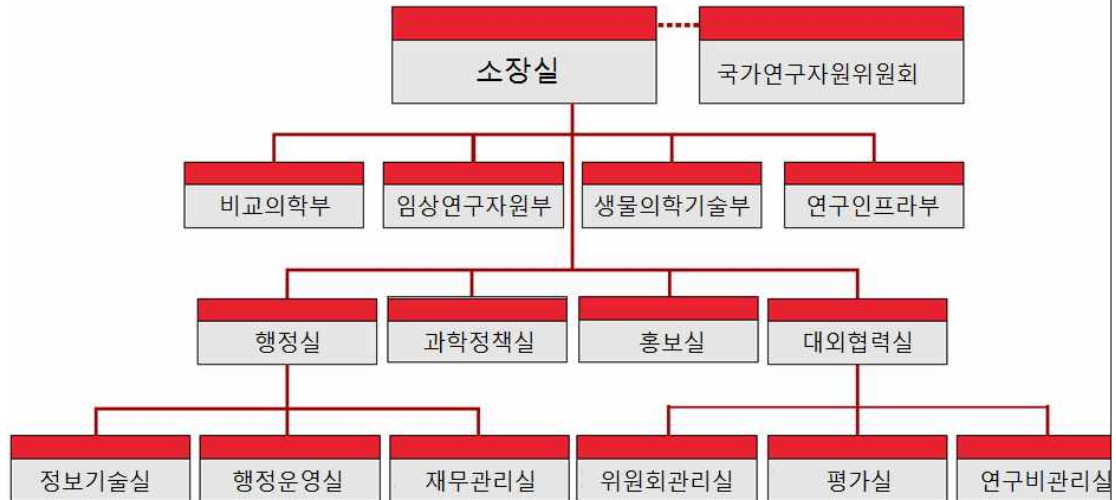 소장실
국가연구자원위원회
비교의학부
임상연구자원부
생물의학기술부
연구인프라부
행정실
과학정책실
홍보실
대외협력실
정보기술실
행정운영실
재무관리실
위원회관리실
평가실
연구비관리실